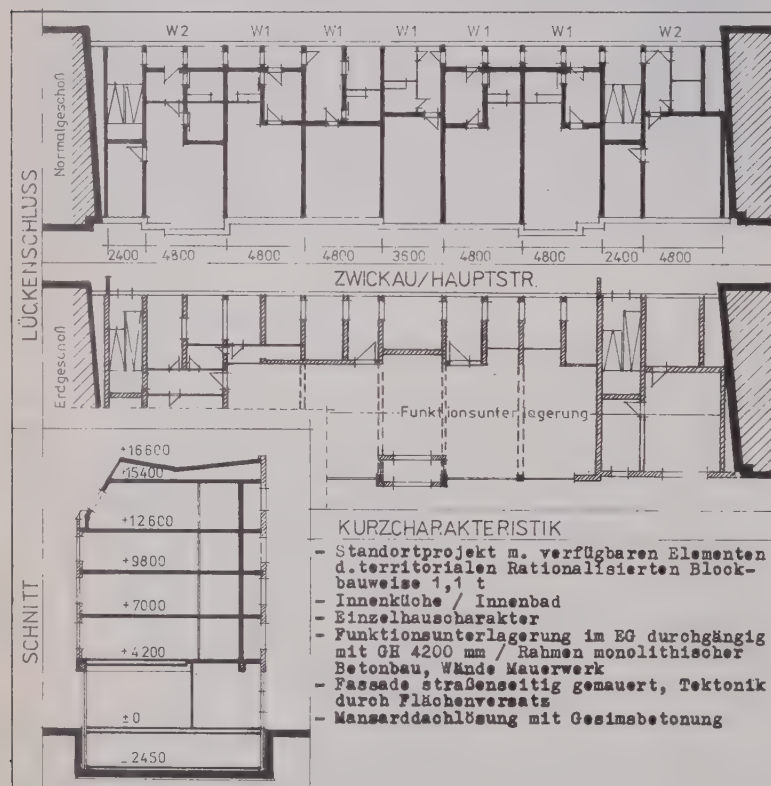 W2 W1 W1 W1 W1 W1 W2
Normalgeschoß
LÜCKENSCHLUSS
2400 4800 4800 4800 3600 4800 4800 2400 4800
ZWICKAU/HAUPTSTR.
Erdgeschoß
Funktionsunterlagerung
SCHNITT
+16600
+15400
+12600
+9800
+7000
+4200
±0
-2450
KURZCHARAKTERISTIK
- Standortprojekt m. verfügbaren Elementen
d.territorialen Rationalisierten Block-
bauweise 1,1 t
- Innenküche / Innenbad
- Einzelhauscharakter
- Funktionsunterlagerung im EG durchgängig
mit GH 4200 mm / Rahmen monolithischer
Betonbau, Wände Mauerwerk
- Fassade straßenseitig gemauert, Tektonik
durch Flächenversatz
- Mansarddachlösung mit Gesimsbetonung